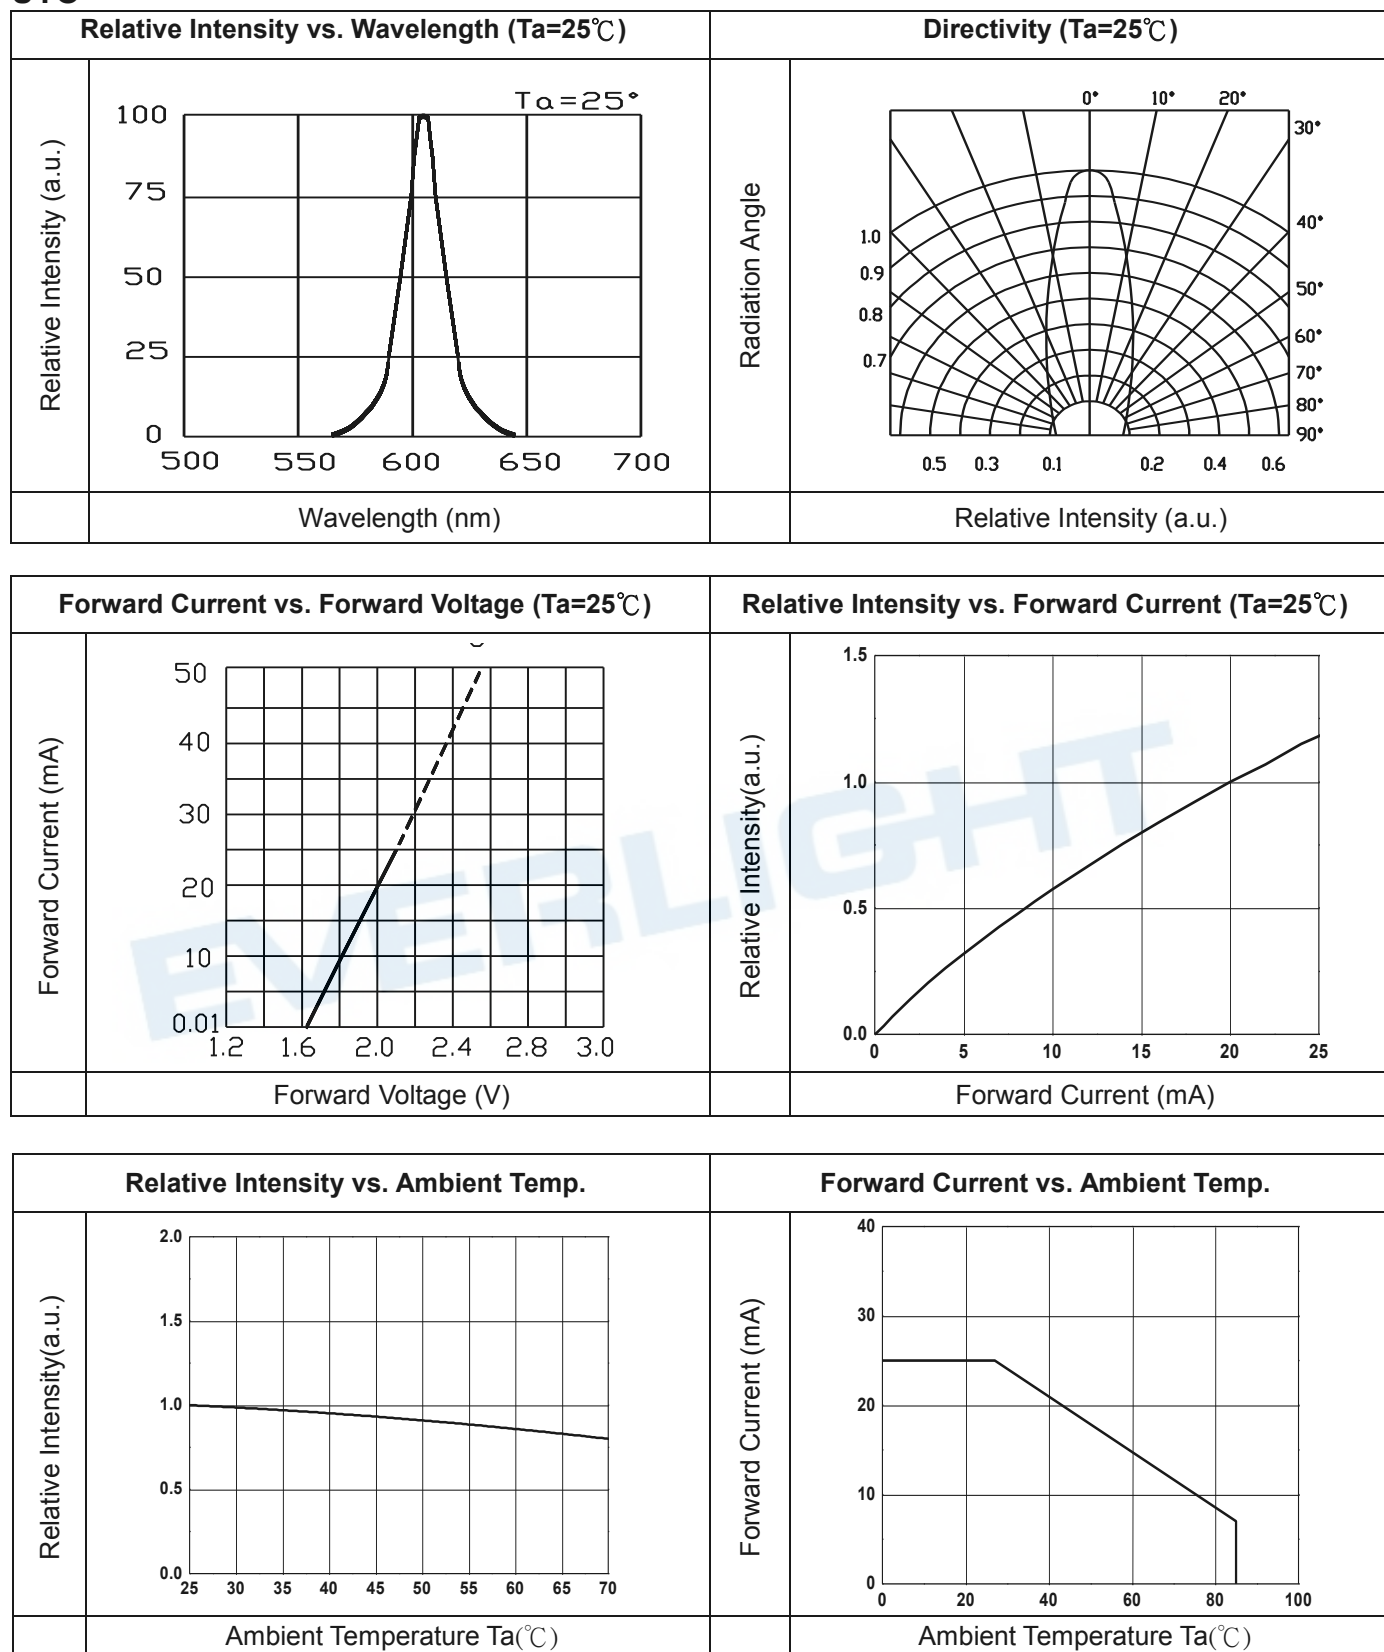 Relative Intensity vs. Wavelength (Ta=25℃)
Directivity (Ta=25℃)
Relative Intensity (a.u.)
Ta=25°
100
75
50
25
0
500 550 600 650 700
Wavelength (nm)
Radiation Angle
0° 10° 20°
30°
40°
50°
60°
70°
80°
90°
1.0
0.9
0.8
0.7
0.5 0.3 0.1 0.2 0.4 0.6
Relative Intensity (a.u.)
Forward Current vs. Forward Voltage (Ta=25℃)
Relative Intensity vs. Forward Current (Ta=25℃)
Forward Current (mA)
50
40
30
20
10
0.01
1.2 1.6 2.0 2.4 2.8 3.0
Forward Voltage (V)
Relative Intensity(a.u.)
1.5
1.0
0.5
0.0
0 5 10 15 20 25
Forward Current (mA)
EVERLIGHT
Relative Intensity vs. Ambient Temp.
Forward Current vs. Ambient Temp.
Relative Intensity(a.u.)
2.0
1.5
1.0
0.5
0.0
25 30 35 40 45 50 55 60 65 70
Ambient Temperature Ta(℃)
Forward Current (mA)
40
30
20
10
0
0 20 40 60 80 100
Ambient Temperature Ta(℃)